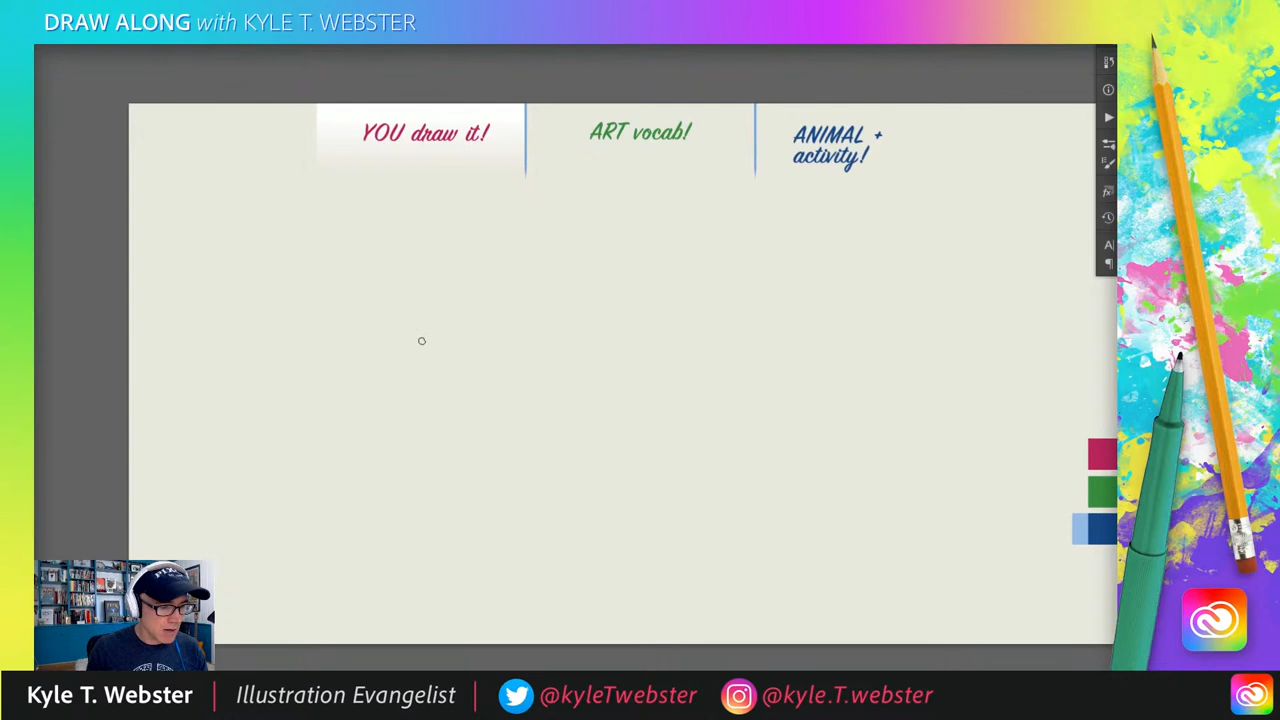 DRAW ALONG with KYLE T. WEBSTER
YOU draw it!
ART vocab!
ANIMAL +
activity!
Kyle T. Webster | Illustration Evangelist | @kyleTwebster @kyle.T.webster